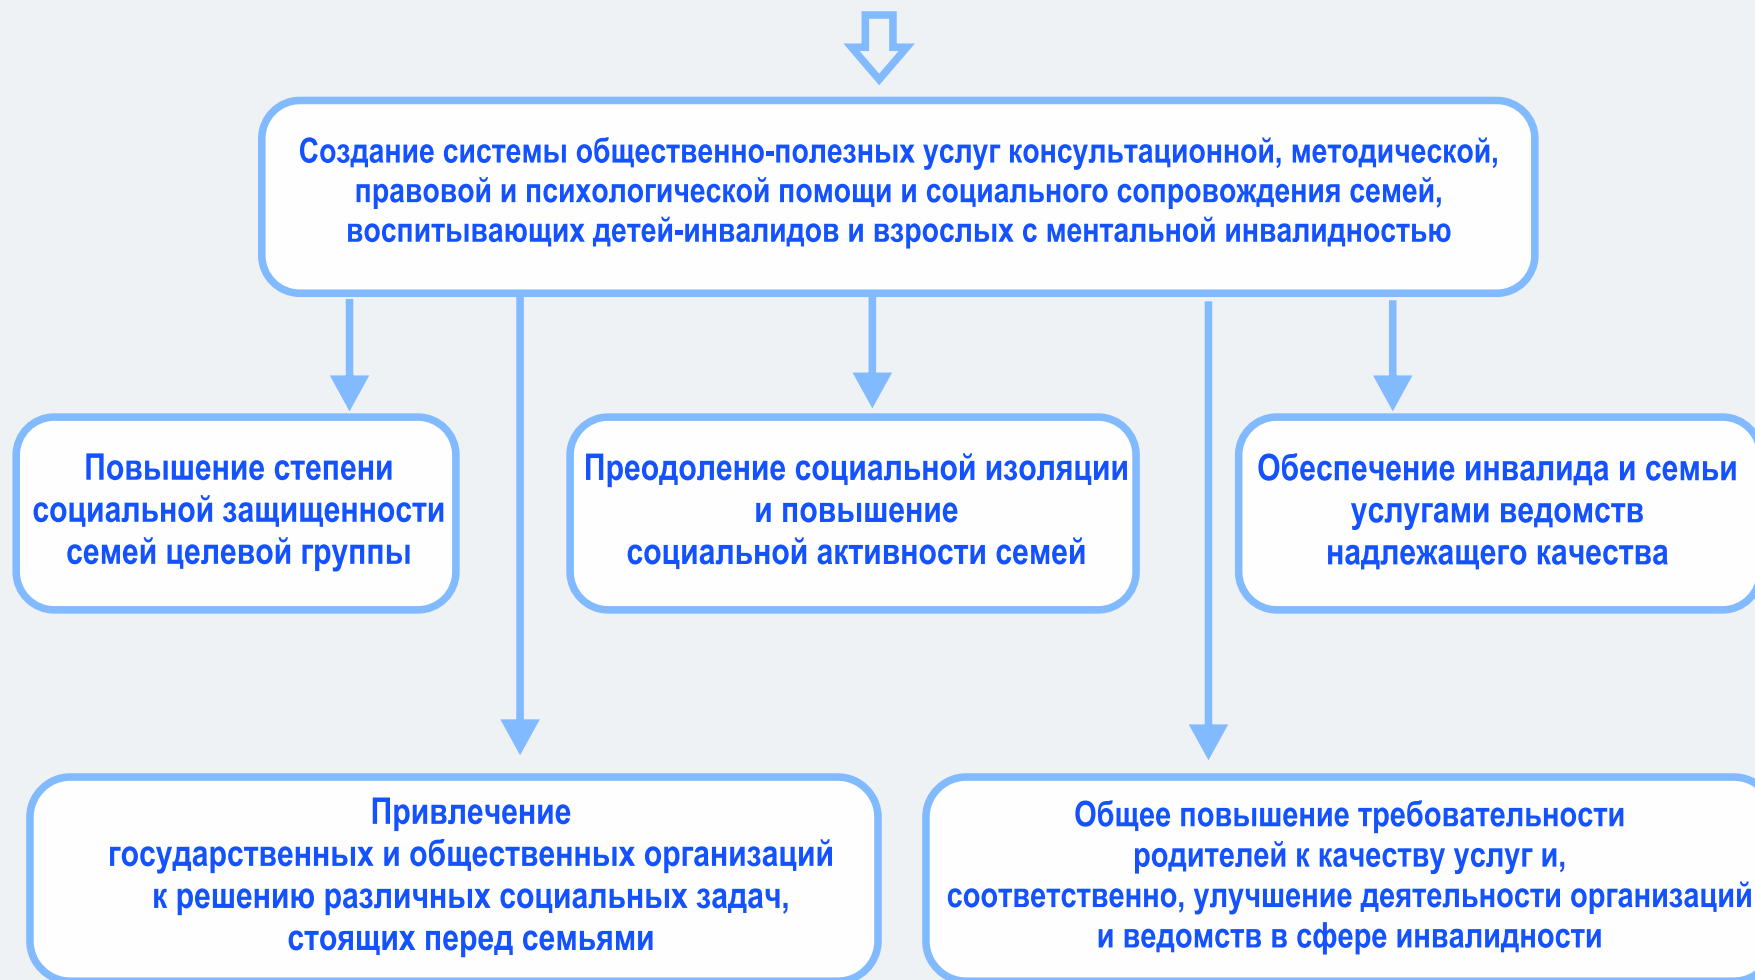 Создание системы общественно-полезных услуг консультационной, методической,
правовой и психологической помощи и социального сопровождения семей,
воспитывающих детей-инвалидов и взрослых с ментальной инвалидностью
Повышение степени
социальной защищенности
семей целевой группы
Преодоление социальной изоляции
и повышение
социальной активности семей
Обеспечение инвалида и семьи
услугами ведомств
надлежащего качества
Привлечение
государственных и общественных организаций
к решению различных социальных задач,
стоящих перед семьями
Общее повышение требовательности
родителей к качеству услуг и,
соответственно, улучшение деятельности организаций
и ведомств в сфере инвалидности